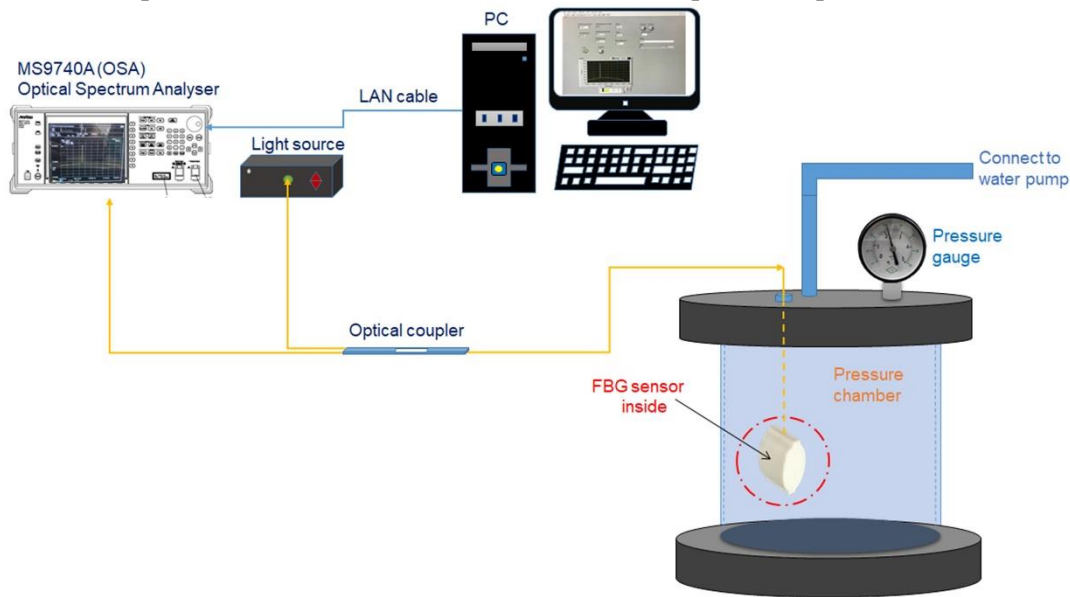 PC
MS9740A (OSA)
Optical Spectrum Analyser
LAN cable
Light source
Connect to
water pump
Pressure
gauge
Optical coupler
Pressure
chamber
FBG sensor
inside